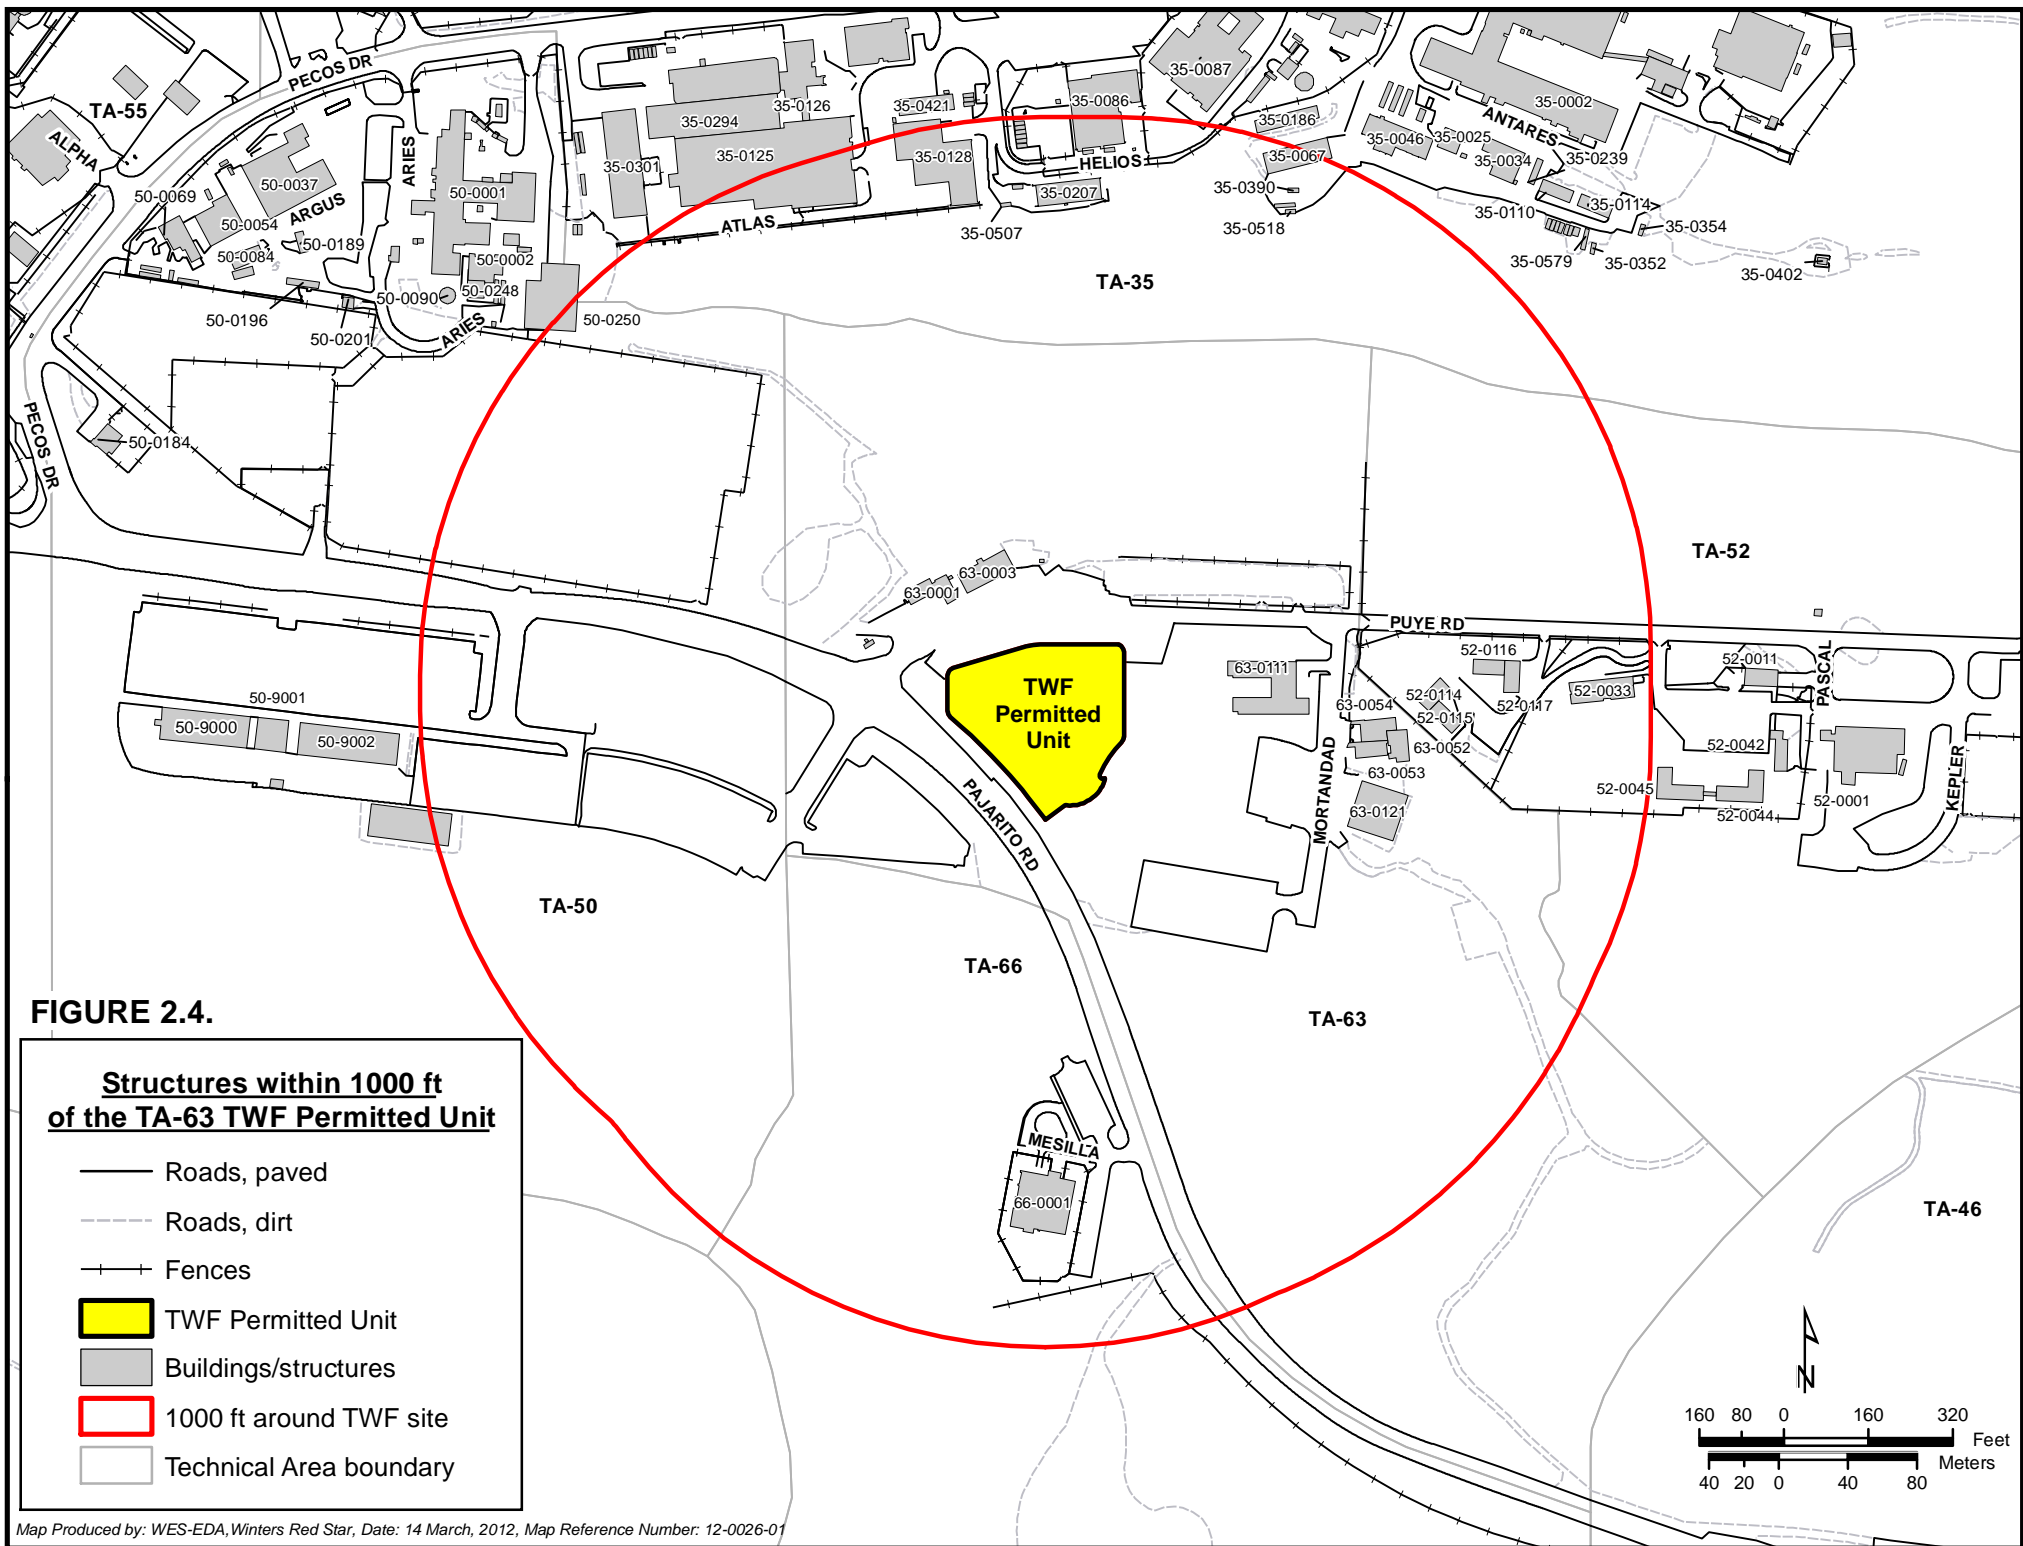 PECOS DR
TA-55
ALPHA
ARIES
35-0126
35-0294
35-0421
35-0086
35-0087
35-0186
35-0002
ANTARES
35-0046
35-0025
35-0034
35-0239
35-0301
35-0125
35-0128
HELIOS
35-0067
35-0390
35-0207
35-0110
35-0114
35-0518
35-0354
35-0507
ATLAS
35-0579
35-0352
35-0402
50-0069
50-0037
50-0001
50-0054
ARGUS
50-0189
50-0084
50-0002
50-0090
50-0248
50-0196
50-0201
ARIES
50-0250
TA-35
PECOS DR
50-0184
TA-52
63-0003
63-0001
PUYE RD
52-0116
52-0011
PASCAL
63-0111
TWF
Permitted
Unit
52-0114
52-0033
63-0054
52-0115
52-0117
50-9001
50-9000
50-9002
63-0052
52-0042
63-0053
52-0045
52-0001
KEPLER
63-0121
52-0044
MORTANDAD
PAJARITO RD
TA-50
TA-66
TA-63
MESILLA
66-0001
TA-46
FIGURE 2.4.
Structures within 1000 ft
of the TA-63 TWF Permitted Unit
Roads, paved
Roads, dirt
Fences
TWF Permitted Unit
Buildings/structures
1000 ft around TWF site
Technical Area boundary
N
160 80 0 160 320
Feet
Meters
40 20 0 40 80
Map Produced by: WES-EDA,Winters Red Star, Date: 14 March, 2012, Map Reference Number: 12-0026-01